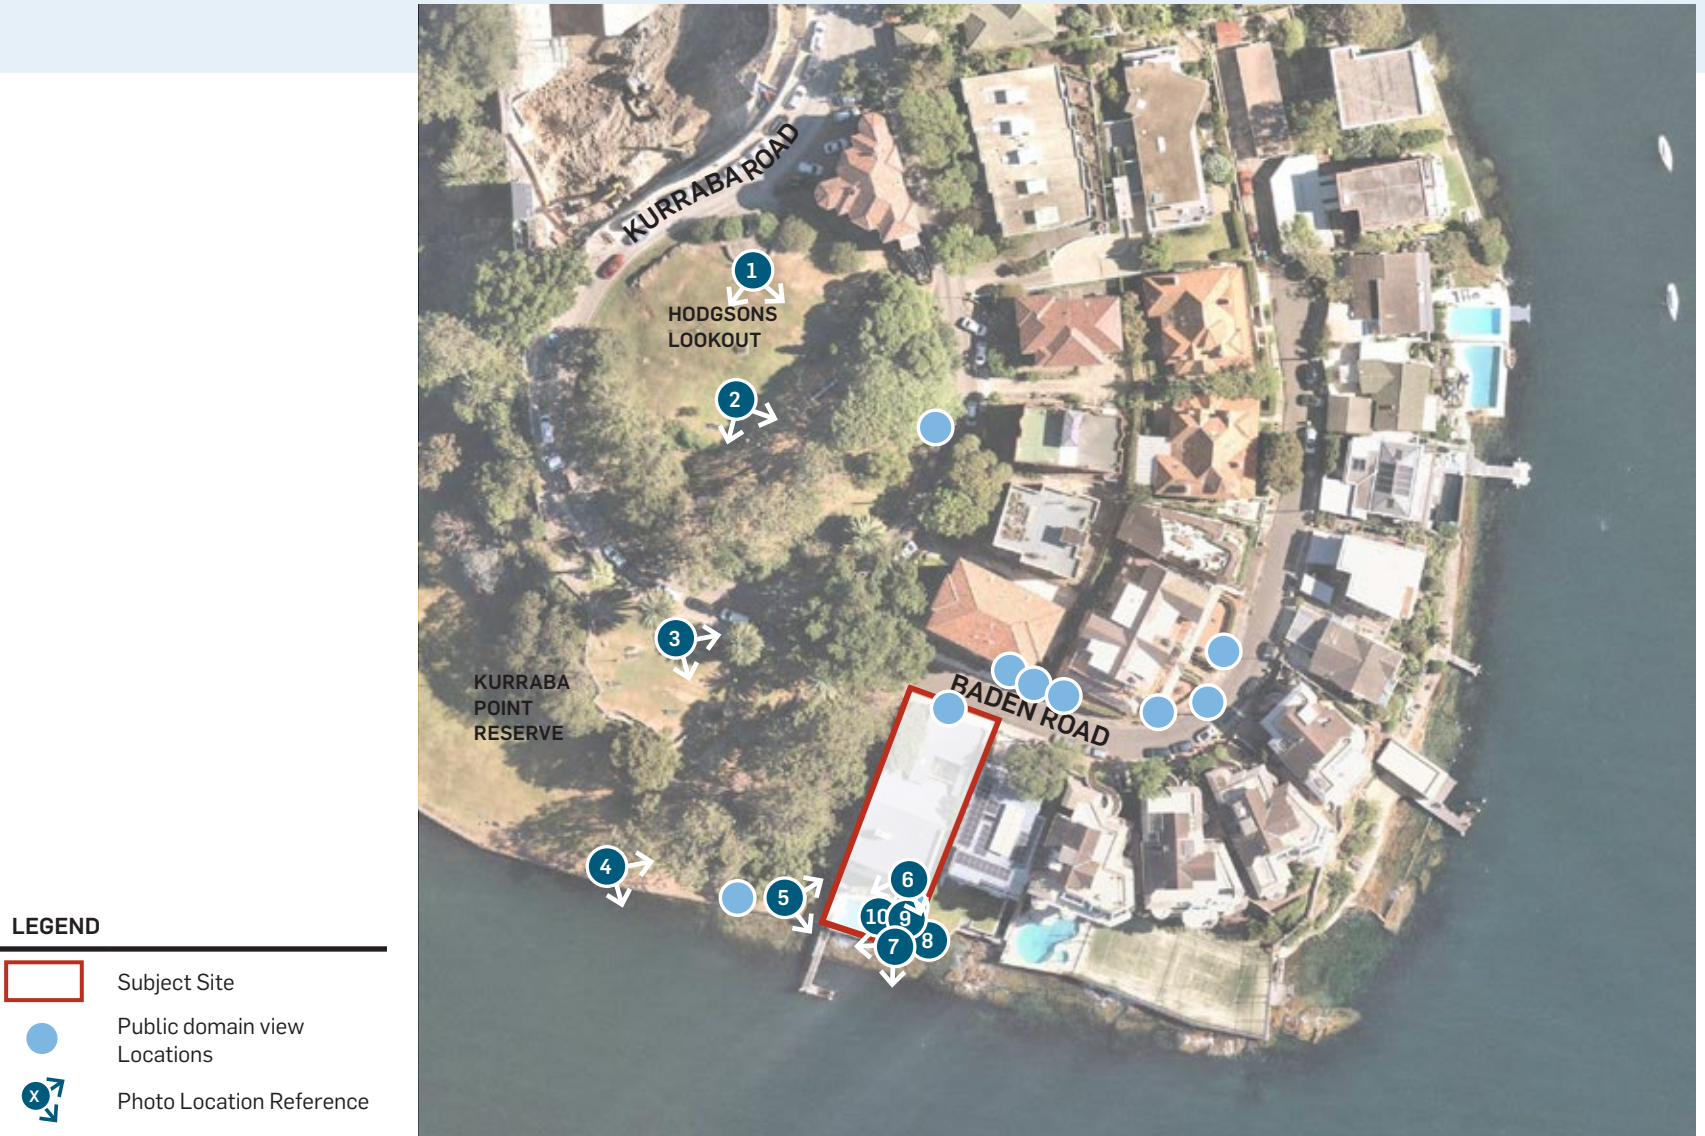 KURRABA ROAD
1
HODGSONS
LOOKOUT
2
3
KURRABA
POINT
RESERVE
BADEN ROAD
4
5
6
10
9
8
7
LEGEND
Subject Site
Public domain view
Locations
X
Photo Location Reference